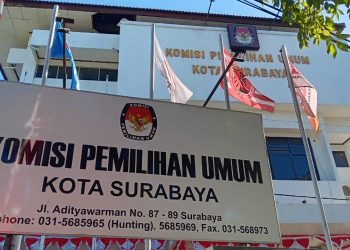 KOMISI PEMILIHAN UMUM
KOTA SURABAYA
KOMISI PEMILIHAN UMUM
KOTA SURABAYA
Jl. Adityawarman No. 87 - 89 Surabaya
phone: 031-5685965 (Hunting), 5685969, Fax. 031-568973